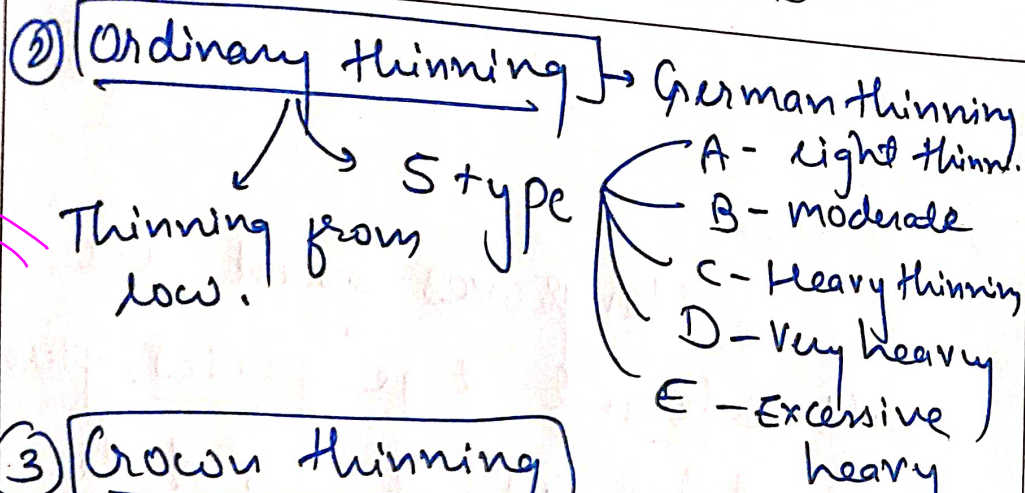 ② Ordinary thinning → German thinning
A - light thinn.
5 type
B - moderate
Thinning from
low.
C - Heavy thinning
D - Very heavy
E - Excessive
heavy
③ Crown thinning